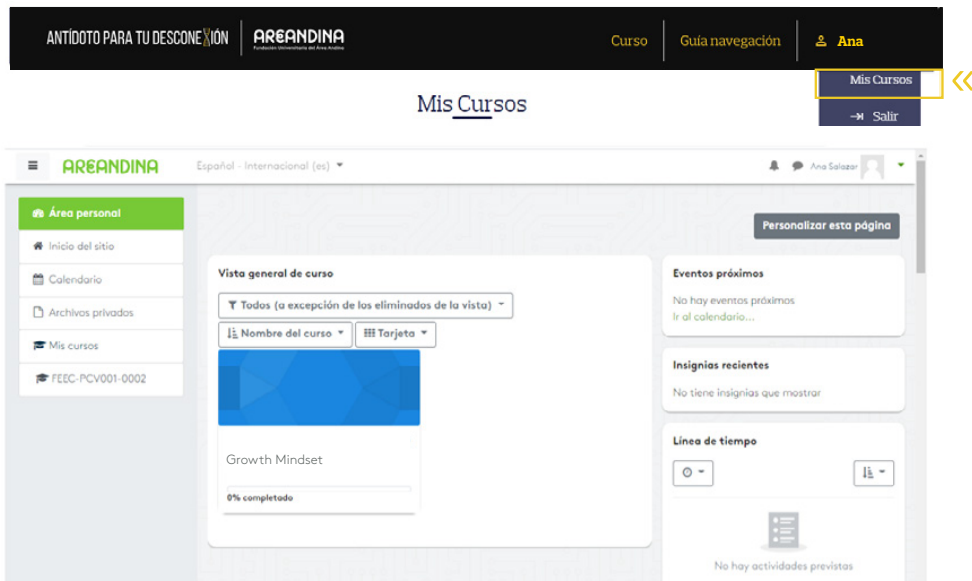 ANTÍDOTO PARA TU DESCONEXIÓN
AREANDINA
Fundación Universitaria del Área Andina
Curso
Guía navegación
Ana
Mis Cursos
Salir
Mis Cursos
AREANDINA
Español - Internacional (es)
Ana Salazar
Área personal
Inicio del sitio
Calendario
Archivos privados
Mis cursos
FEEC-PCV001-0002
Personalizar esta página
Vista general de curso
Todos (a excepción de los eliminados de la vista)
Nombre del curso
Tarjeta
Growth Mindset
0% completado
Eventos próximos
No hay eventos próximos
Ir al calendario...
Insignias recientes
No tiene insignias que mostrar
Línea de tiempo
No hay actividades previstas